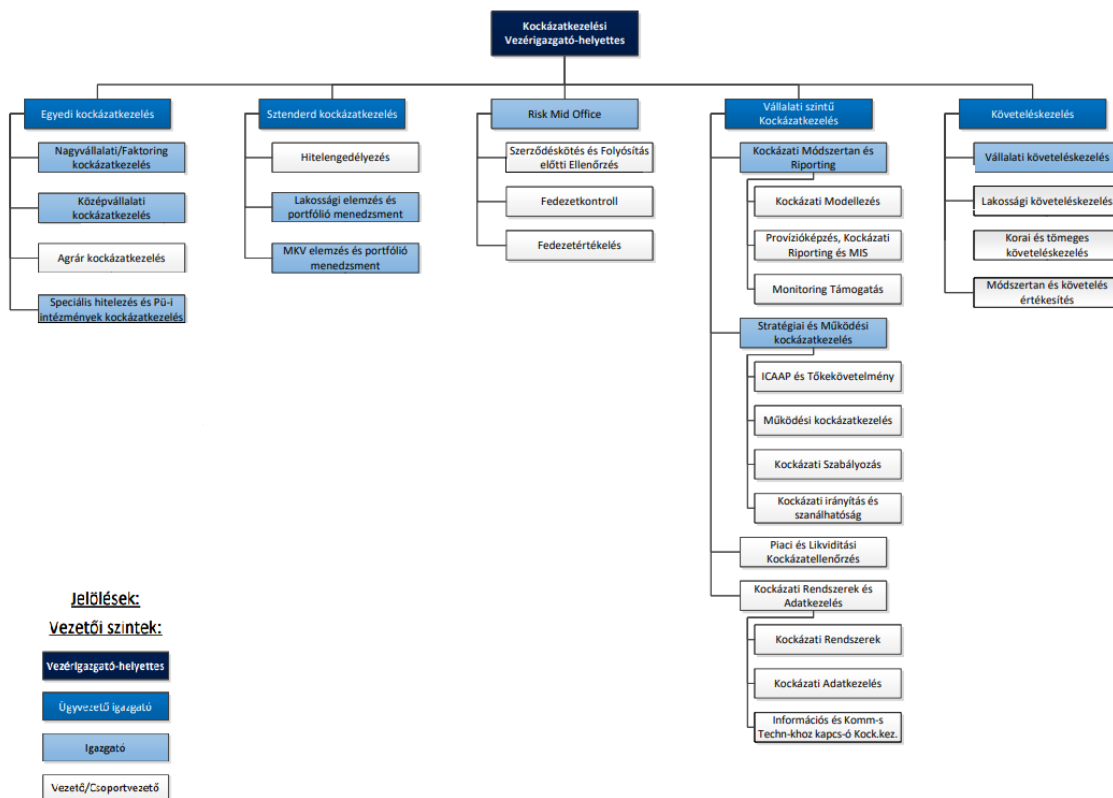 Kockázatkezelési
Vezérigazgató-helyettes
Egyedi kockázatkezelés
Nagyvállalati/Faktoring
kockázatkezelés
Középvállalati
kockázatkezelés
Agrár kockázatkezelés
Speciális hitelezés és Pü-i
intézmények kockázatkezelés
Sztenderd kockázatkezelés
Hitelengedélyezés
Lakossági elemzés és
portfólió menedzsment
MKV elemzés és portfólió
menedzsment
Risk Mid Office
Szerződéskötés és Folyósítás
előtti Ellenőrzés
Fedezetkontroll
Fedezetértékelés
Vállalati szintű
Kockázatkezelés
Kockázati Módszertan és
Riporting
Kockázati Modellezés
Provízióképzés, Kockázati
Riporting és MIS
Monitoring Támogatás
Stratégiai és Működési
kockázatkezelés
ICAAP és Tőkekövetelmény
Működési kockázatkezelés
Kockázati Szabályozás
Kockázati irányítás és
szanálhatóság
Piaci és Likviditási
Kockázatellenőrzés
Kockázati Rendszerek és
Adatkezelés
Kockázati Rendszerek
Kockázati Adatkezelés
Információs és Komm-s
Techn-khoz kapcs-ó Kock.kez.
Követeléskezelés
Vállalati követeléskezelés
Lakossági követeléskezelés
Korai és tömeges
követeléskezelés
Módszertan és követelés
értékesítés
Jelölések:
Vezetői szintek:
Vezérigazgató-helyettes
Ügyvezető igazgató
Igazgató
Vezető/Csoportvezető